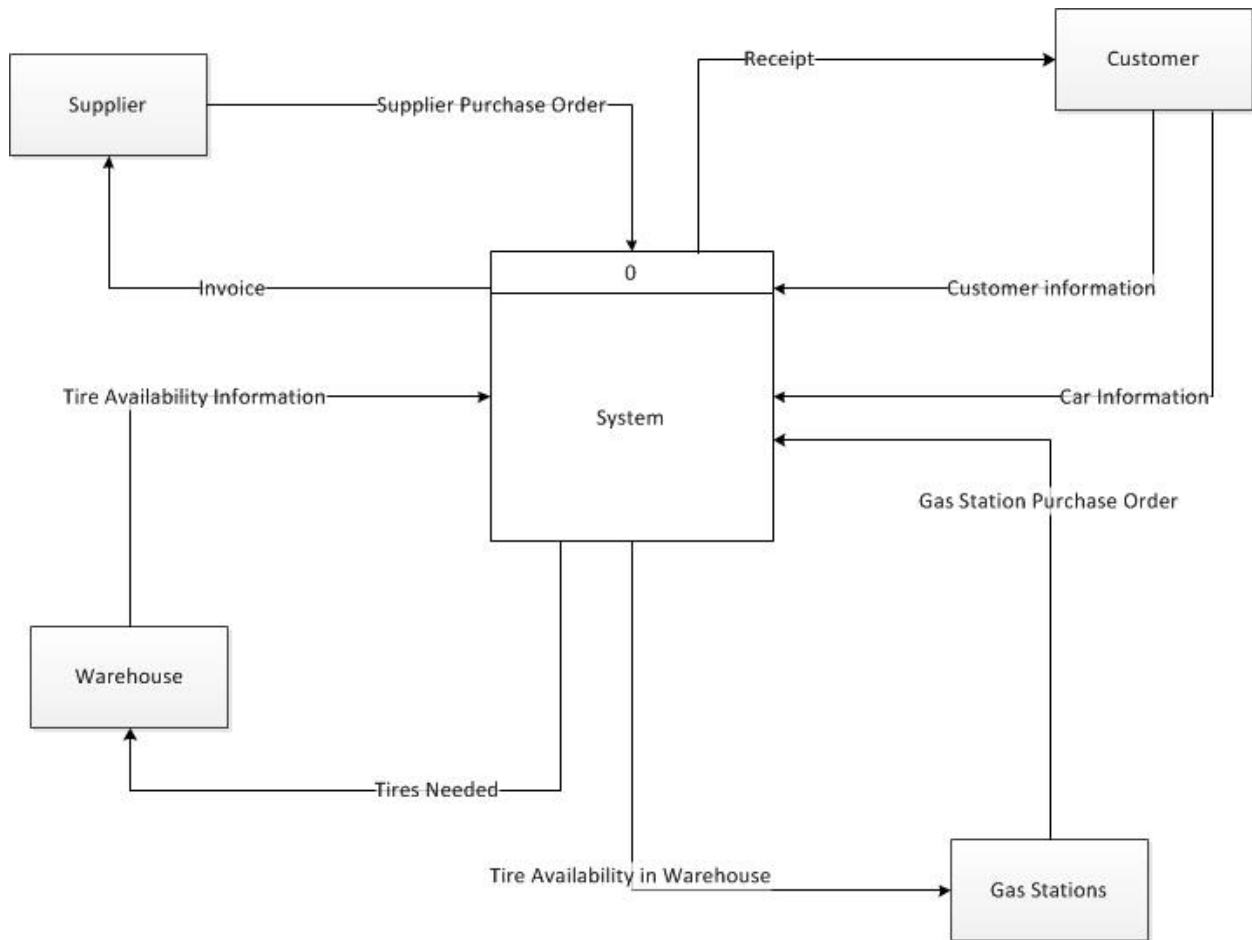 Receipt
Customer
Supplier
Supplier Purchase Order
0
Invoice
Customer information
Tire Availability Information
Car Information
System
Gas Station Purchase Order
Warehouse
Tires Needed
Tire Availability in Warehouse
Gas Stations